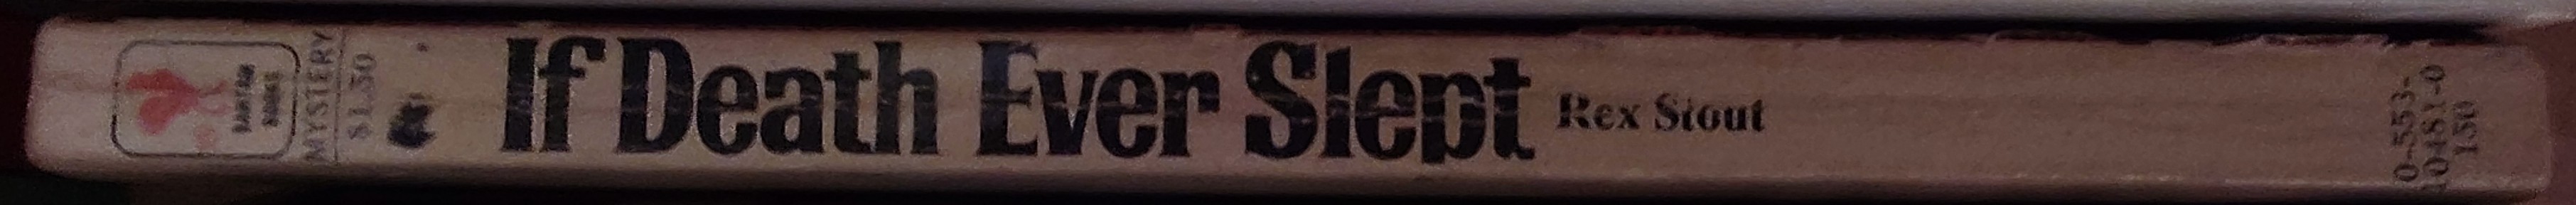 BANTAM
BOOKS
MYSTERY
$1.50
If Death Ever Slept
Rex Stout
0-553-
10481-0
150